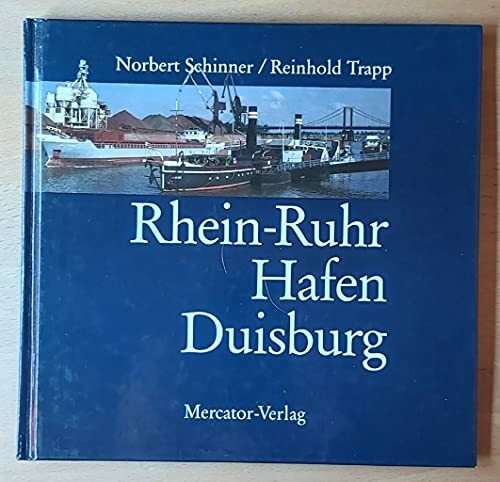 Norbert Schinner / Reinhold Trapp
Rhein-Ruhr
Hafen
Duisburg
Mercator-Verlag